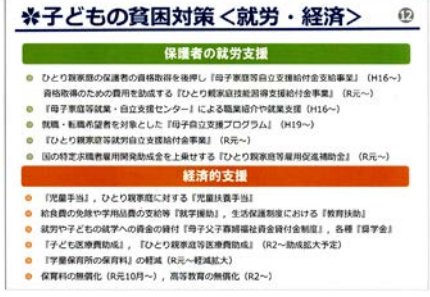 ✲子どもの貧困対策＜就労・経済＞ ⑫
保護者の就労支援
ひとり親家庭の保護者の資格取得を後押し『母子家庭等自立支援給付金支給事業』（H16～）
資格取得のための費用を助成する『ひとり親家庭技能習得支援給付金事業』（R元～）
『母子家庭等就業・自立支援センター』による職業紹介や就業支援（H16～）
就職・転職希望者を対象とした『母子自立支援プログラム』（H19～）
『ひとり親家庭等就労自立支援給付金事業』（R元～）
国の特定求職者雇用開発助成金を上乗せする『ひとり親家庭等雇用促進補助金』（R元～）
経済的支援
『児童手当』，ひとり親家庭に対する『児童扶養手当』
給食費の免除や学用品費の支給等『就学援助』，生活保護制度における『教育扶助』
就労や子どもの就学への資金の貸付『母子父子寡婦福祉資金貸付金制度』，各種『奨学金』
『子ども医療費助成』，『ひとり親家庭等医療費助成』（R2～助成拡大予定）
『学童保育所の保育料』の軽減（R元～軽減拡大）
保育料の無償化（R元10月～），高等教育の無償化（R2～）